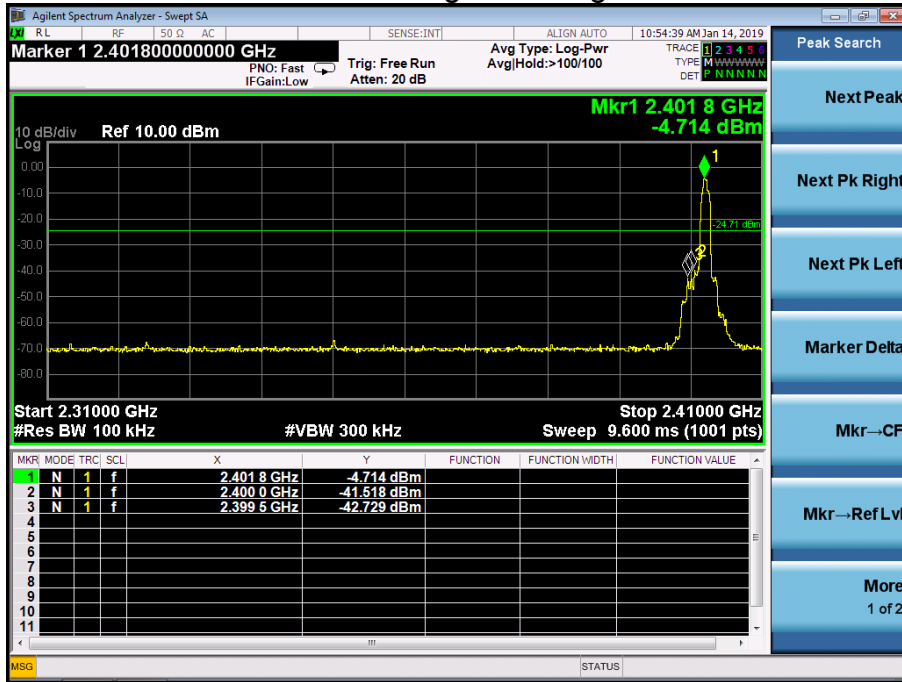 Agilent Spectrum Analyzer - Swept SA
LXI RL RF 50 Ω AC SENSE:INT ALIGN AUTO 10:54:39 AM Jan 14, 2019
Marker 1 2.401800000000 GHz
PNO: Fast
IFGain:Low
Trig: Free Run
Atten: 20 dB
Avg Type: Log-Pwr
Avg|Hold:>100/100
TRACE 1 2 3 4 5 6
TYPE M WWWWW
DET P N N N N N
Mkr1 2.401 8 GHz
-4.714 dBm
10 dB/div Ref 10.00 dBm
Log
1
0.00
-10.0
-20.0
-24.71 dBm
-30.0
2
-40.0
-50.0
-60.0
-70.0
-80.0
Start 2.31000 GHz Stop 2.41000 GHz
#Res BW 100 kHz #VBW 300 kHz Sweep 9.600 ms (1001 pts)
MKR MODE TRC SCL X Y FUNCTION FUNCTION WIDTH FUNCTION VALUE
1 N 1 f 2.401 8 GHz -4.714 dBm
2 N 1 f 2.400 0 GHz -41.518 dBm
3 N 1 f 2.399 5 GHz -42.729 dBm
4
5
6
7
8
9
10
11
MSG STATUS
Peak Search
Next Peak
Next Pk Right
Next Pk Left
Marker Delta
Mkr→CF
Mkr→Ref Lvl
More
1 of 2